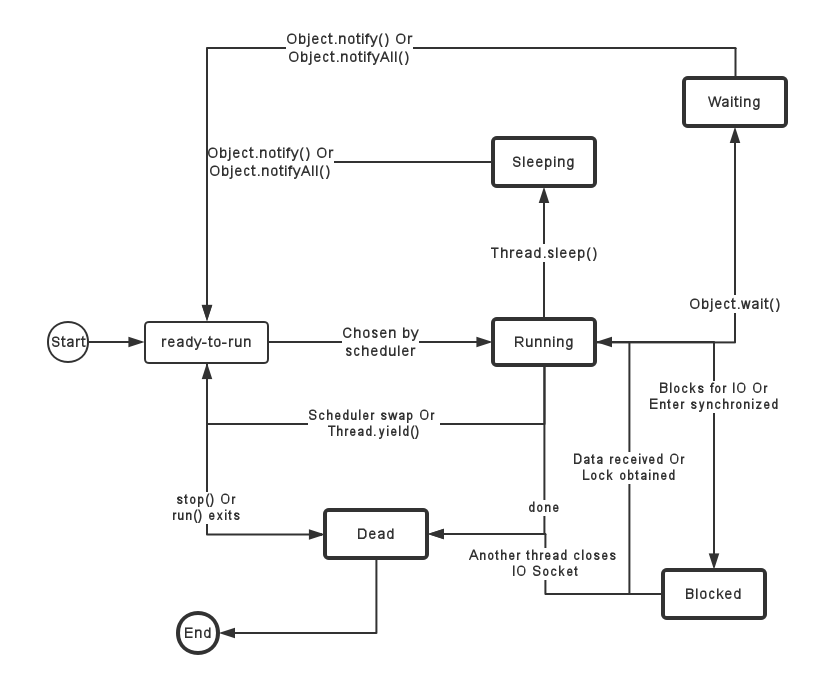 Object.notify() Or
Object.notifyAll()
Waiting
Object.notify() Or
Object.notifyAll()
Sleeping
Thread.sleep()
Object.wait()
Start
ready-to-run
Chosen by
scheduler
Running
Blocks for IO Or
Enter synchronized
Scheduler swap Or
Thread.yield()
Data received Or
Lock obtained
stop() Or
run() exits
done
Dead
Another thread closes
IO Socket
Blocked
End